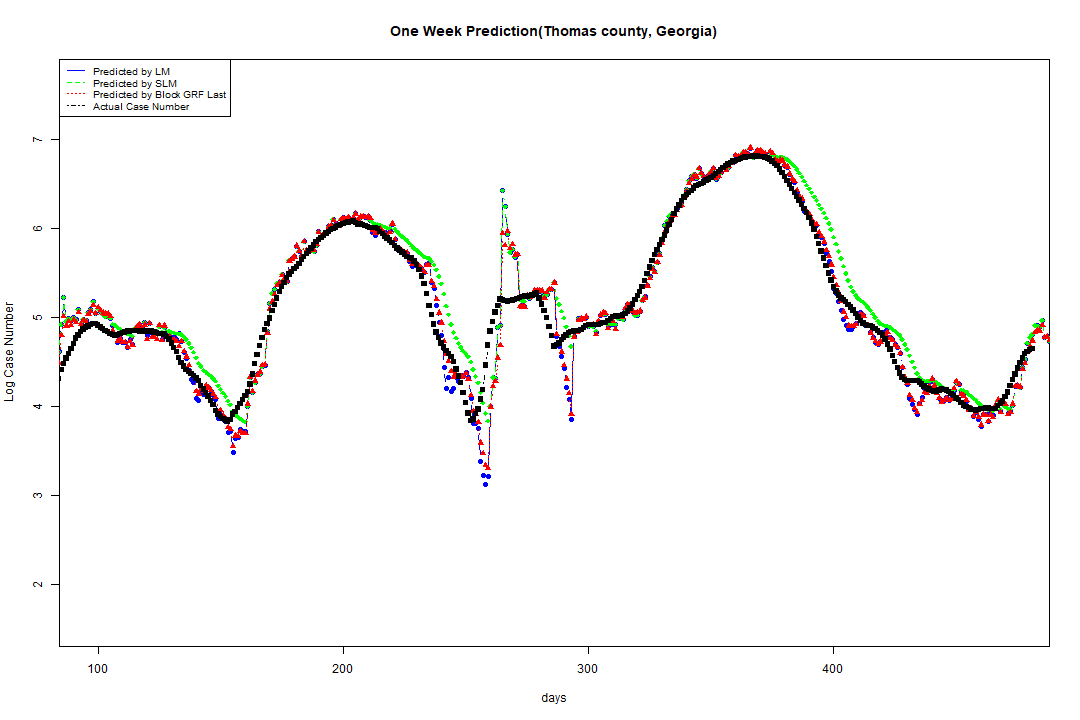 One Week Prediction(Thomas county, Georgia)
Predicted by LM
Predicted by SLM
Predicted by Block GRF Last
Actual Case Number
7
6
5
4
3
2
Log Case Number
100 200 300 400
days